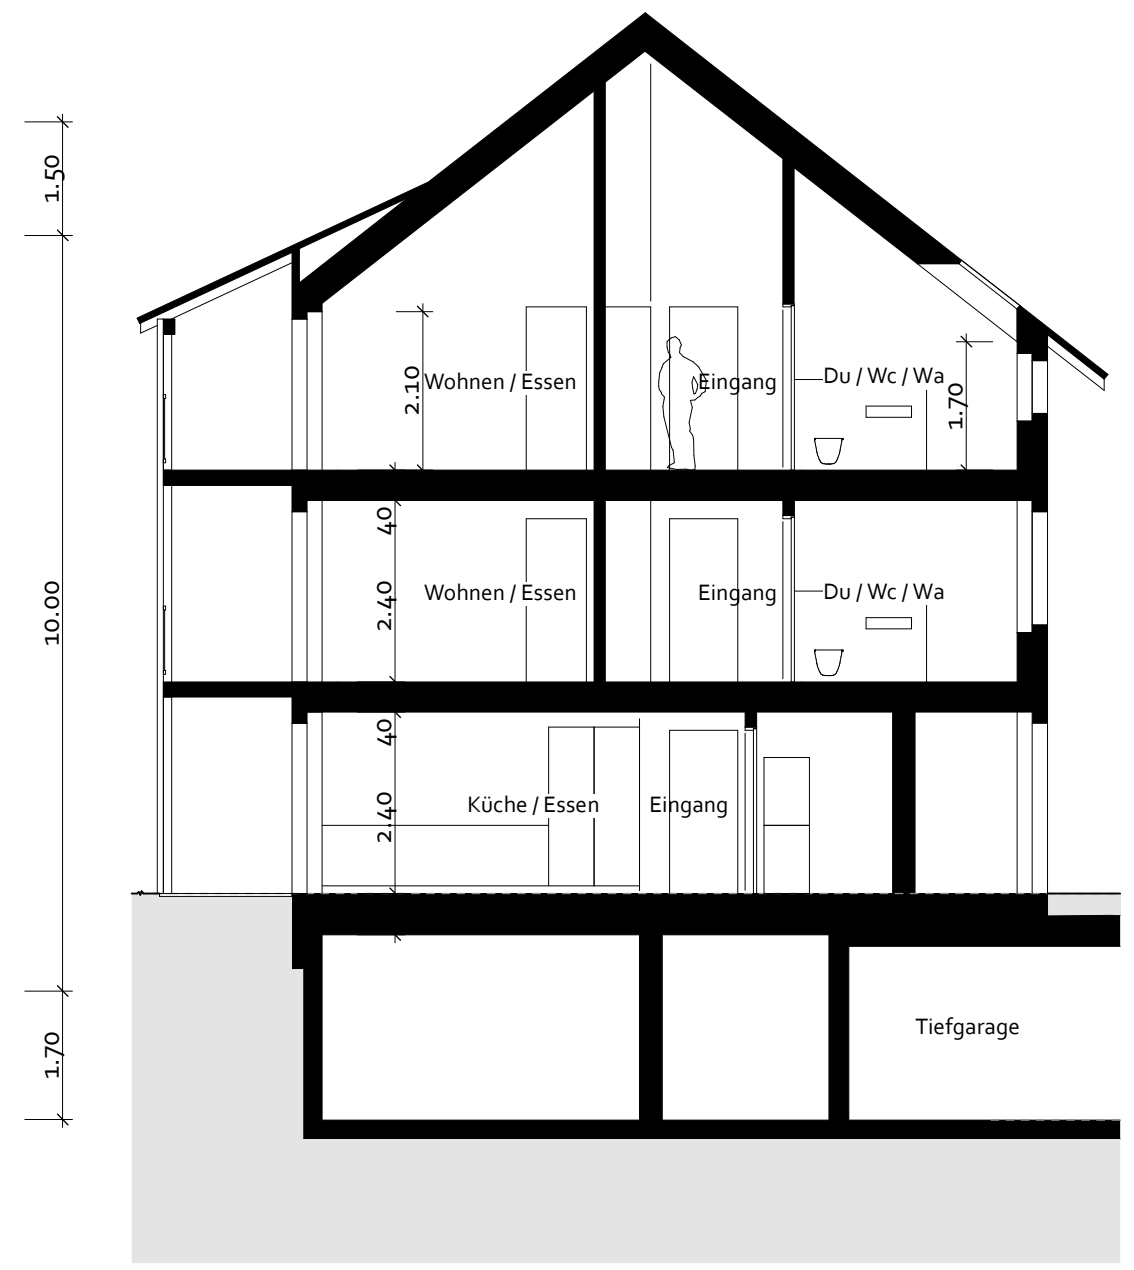 1.50
2.10
Wohnen / Essen
Eingang
Du / Wc / Wa
1.70
40
10.00
2.40
Wohnen / Essen
Eingang
Du / Wc / Wa
40
2.40
Küche / Essen
Eingang
1.70
Tiefgarage